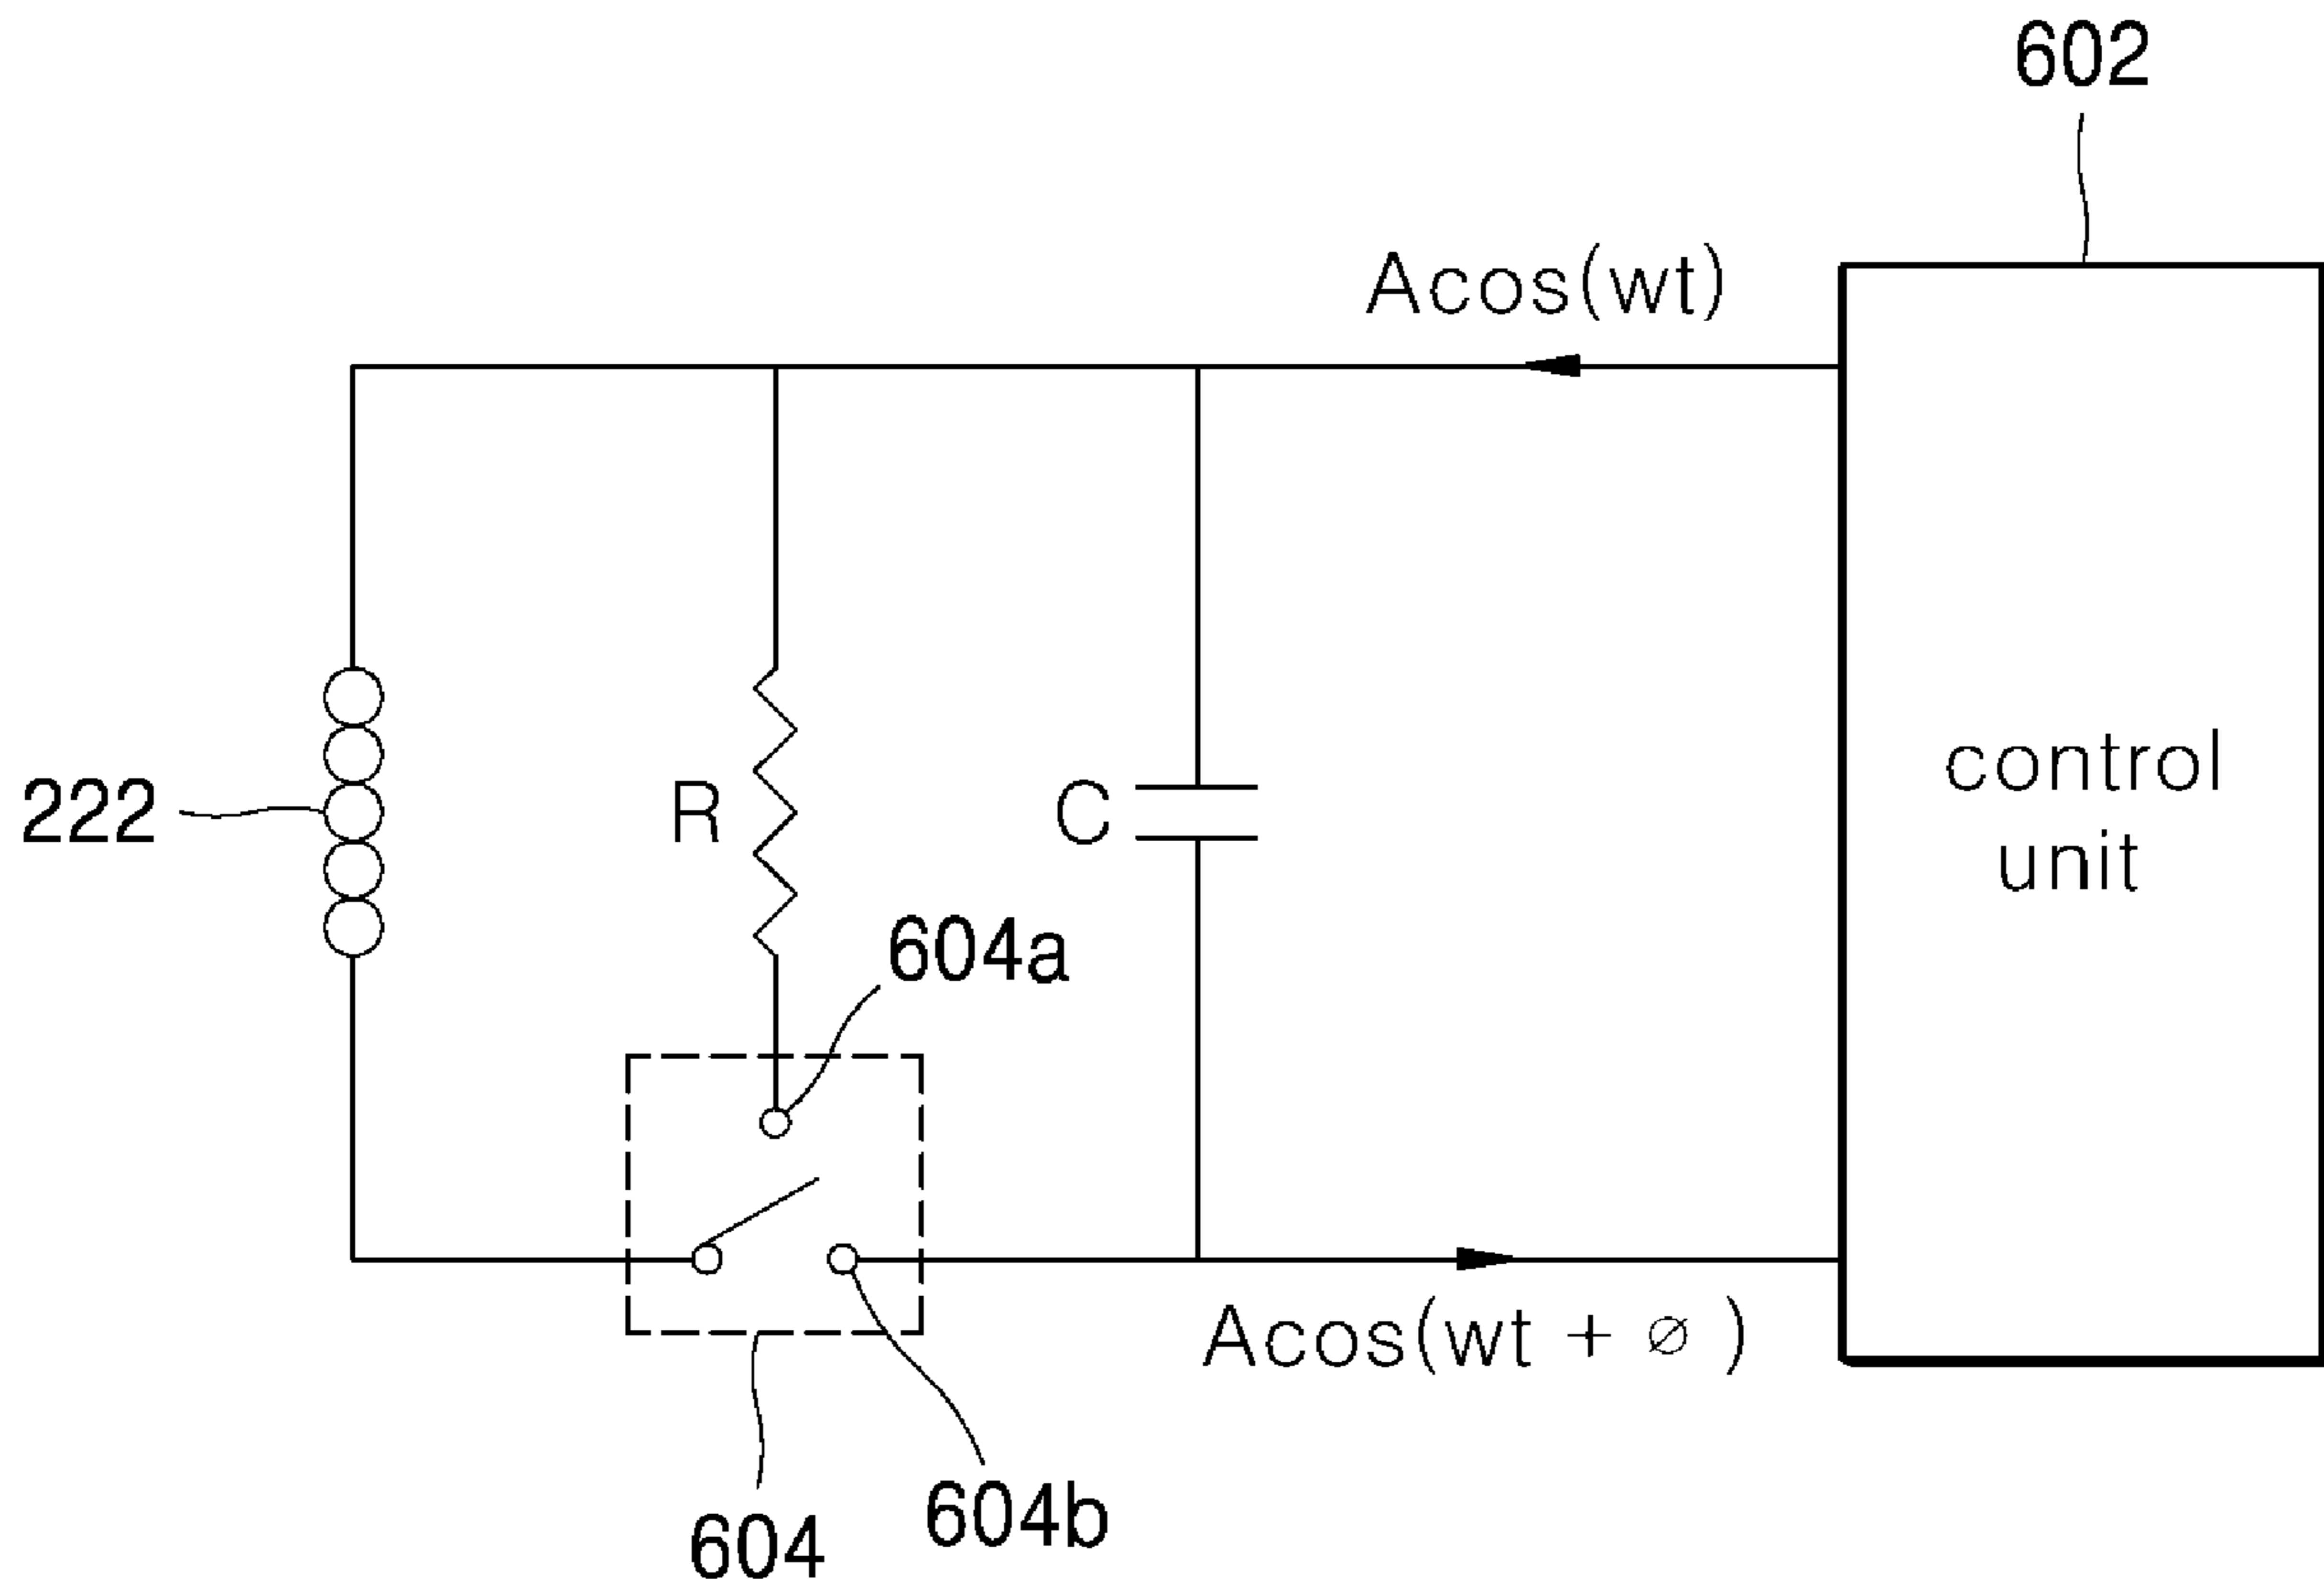 602
Acos(wt)
222
R
C
control
unit
604a
Acos(wt + ∅ )
604
604b